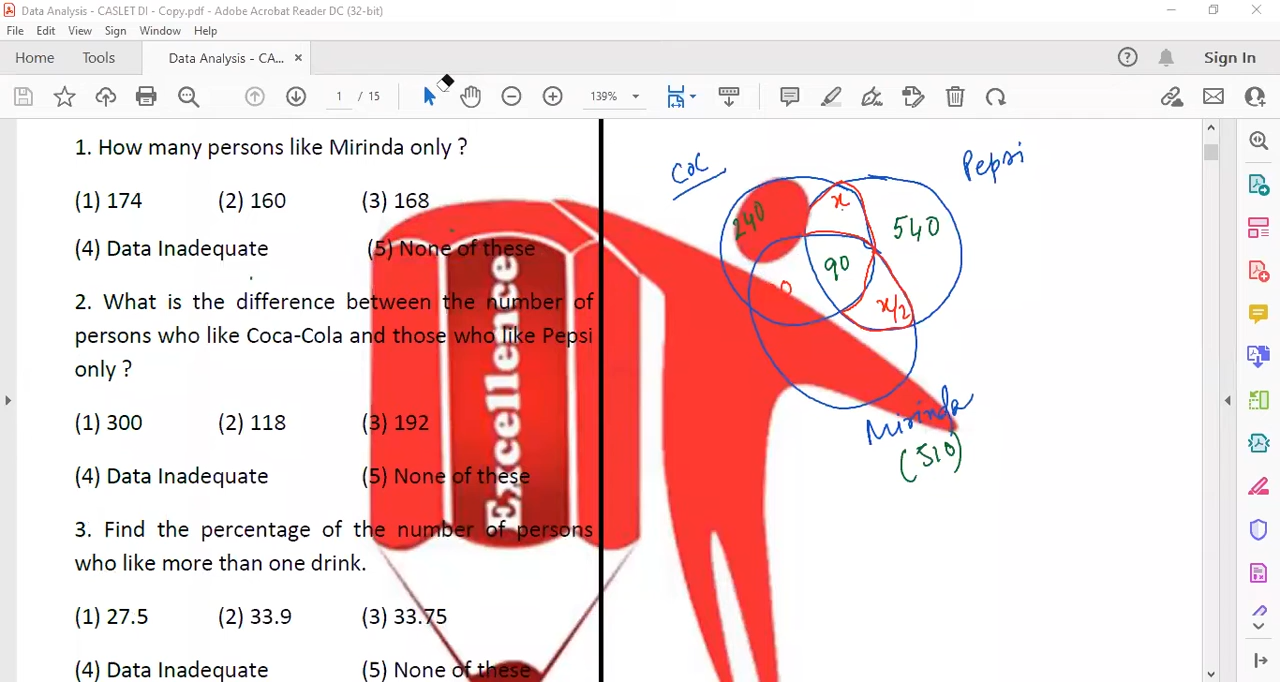 Data Analysis - CASLET DI - Copy.pdf - Adobe Acrobat Reader DC (32-bit)
File Edit View Sign Window Help
Home Tools Data Analysis - CA... × Sign In
1 / 15 139%
1. How many persons like Mirinda only ?
(1) 174 (2) 160 (3) 168
(4) Data Inadequate (5) None of these
2. What is the difference between the number of
persons who like Coca-Cola and those who like Pepsi
only ?
(1) 300 (2) 118 (3) 192
(4) Data Inadequate (5) None of these
3. Find the percentage of the number of persons
who like more than one drink.
(1) 27.5 (2) 33.9 (3) 33.75
(4) Data Inadequate (5) None of these
Excellence
Pepsi
240 x 540
90
0 x/2
Mirinda
(510)